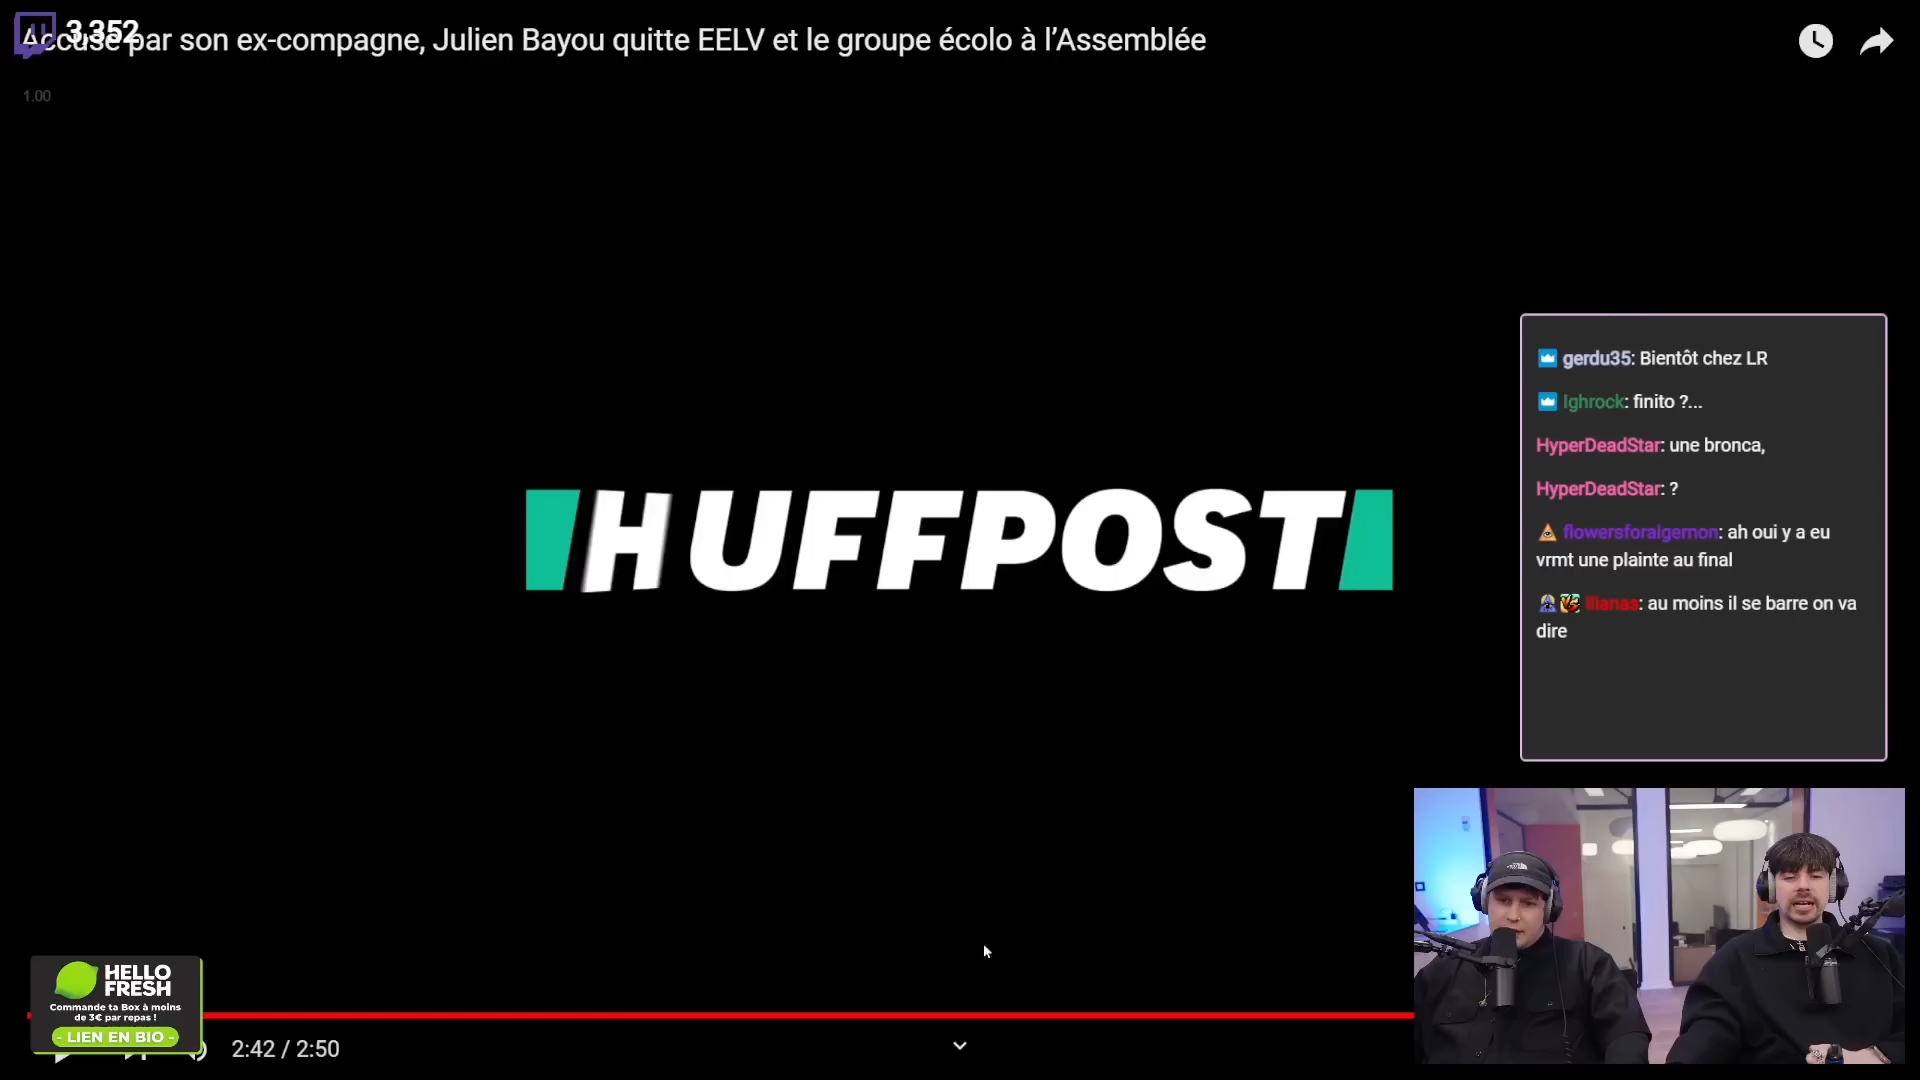 3,352
Accusé par son ex-compagne, Julien Bayou quitte EELV et le groupe écolo à l’Assemblée
1.00
HUFFPOST
gerdu35: Bientôt chez LR
lghrock: finito ?...
HyperDeadStar: une bronca,
HyperDeadStar: ?
flowersforalgernon: ah oui y a eu
vrmt une plainte au final
ilianas: au moins il se barre on va
dire
HELLO
FRESH
Commande ta Box à moins
de 3€ par repas !
- LIEN EN BIO -
2:42 / 2:50